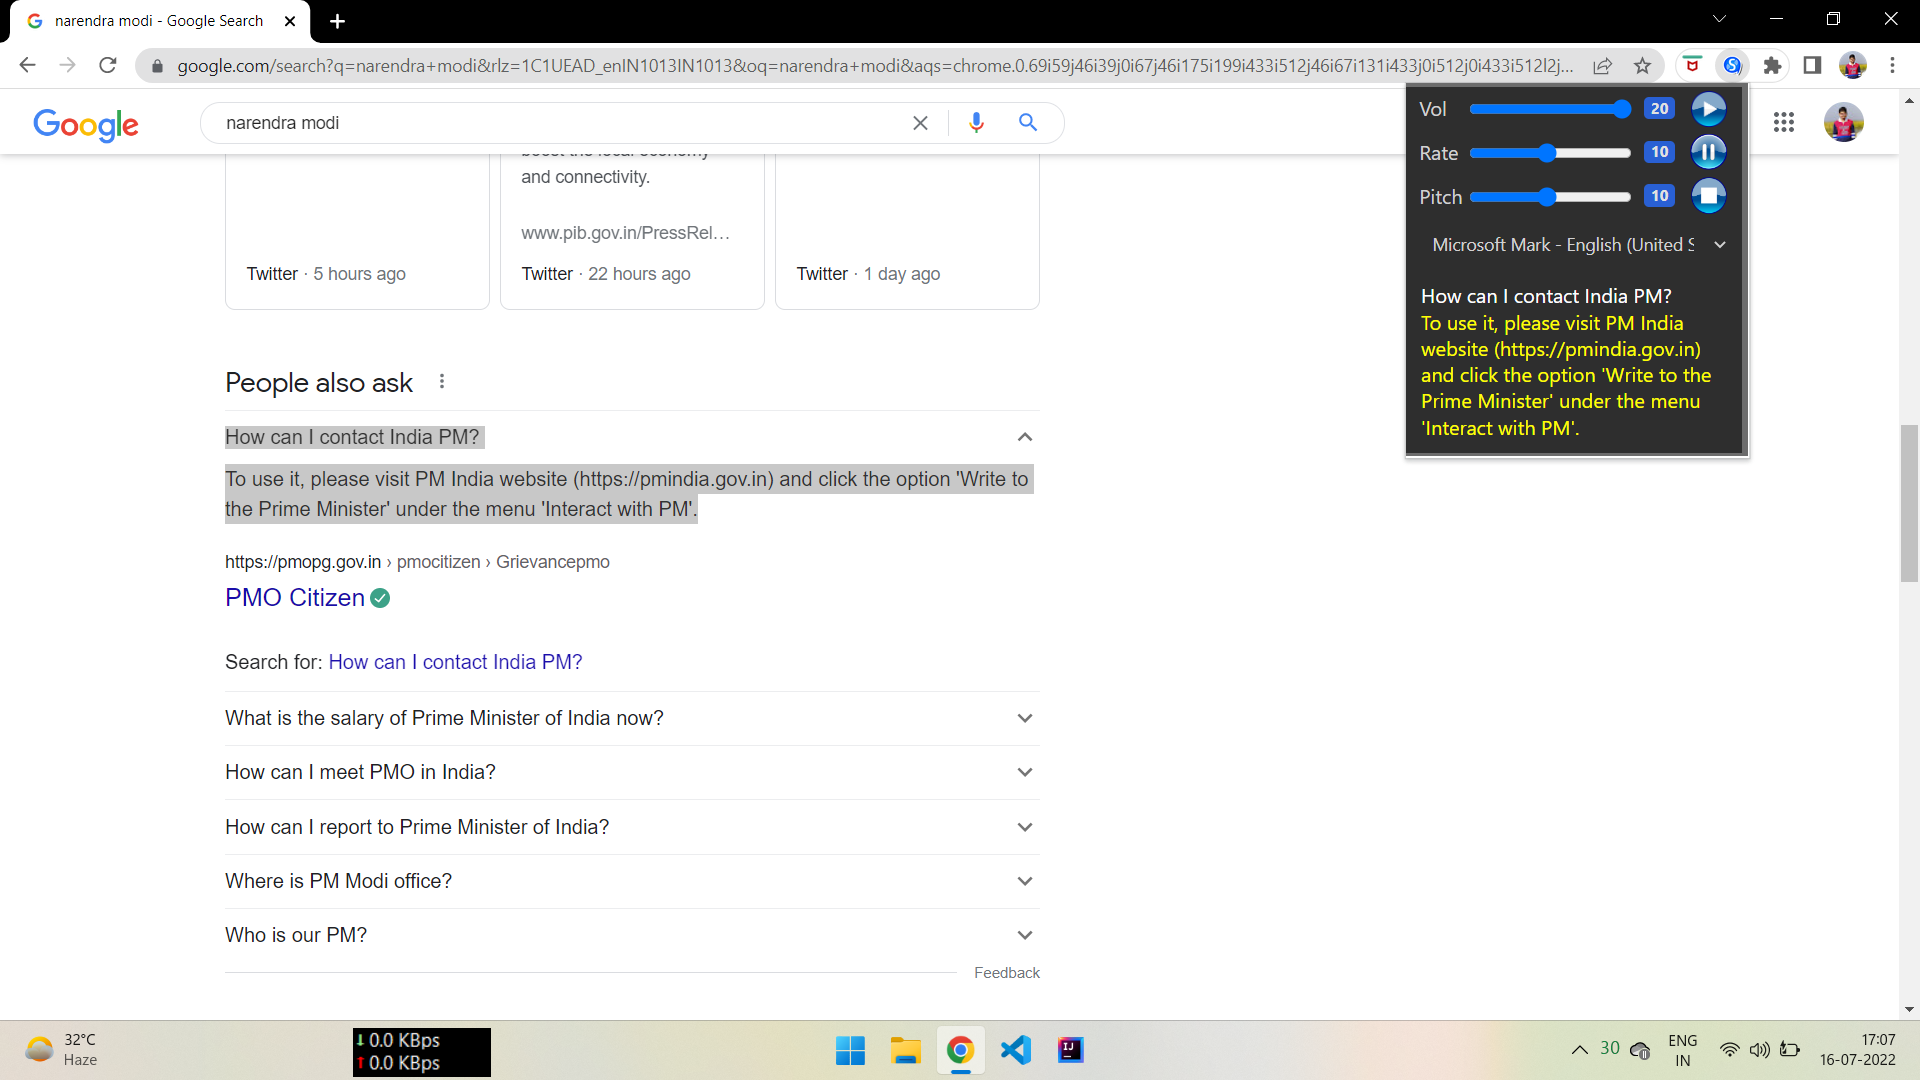 narendra modi - Google Search
google.com/search?q=narendra+modi&rlz=1C1UEAD_enIN1013IN1013&oq=narendra+modi&aqs=chrome.0.69i59j46i39j0i67j46i175i199i433i512j46i67i131i433j0i512j0i433i512l2j...
Google
narendra modi
and connectivity.
www.pib.gov.in/PressRel...
Twitter · 5 hours ago
Twitter · 22 hours ago
Twitter · 1 day ago
People also ask
How can I contact India PM?
To use it, please visit PM India website (https://pmindia.gov.in) and click the option 'Write to
the Prime Minister' under the menu 'Interact with PM'.
https://pmopg.gov.in › pmocitizen › Grievancepmo
PMO Citizen
Search for: How can I contact India PM?
What is the salary of Prime Minister of India now?
How can I meet PMO in India?
How can I report to Prime Minister of India?
Where is PM Modi office?
Who is our PM?
Feedback
Vol 20
Rate 10
Pitch 10
Microsoft Mark - English (United S
How can I contact India PM?
To use it, please visit PM India
website (https://pmindia.gov.in)
and click the option 'Write to the
Prime Minister' under the menu
'Interact with PM'.
32°C
Haze
0.0 KBps
0.0 KBps
IJ
30
ENG
IN
17:07
16-07-2022